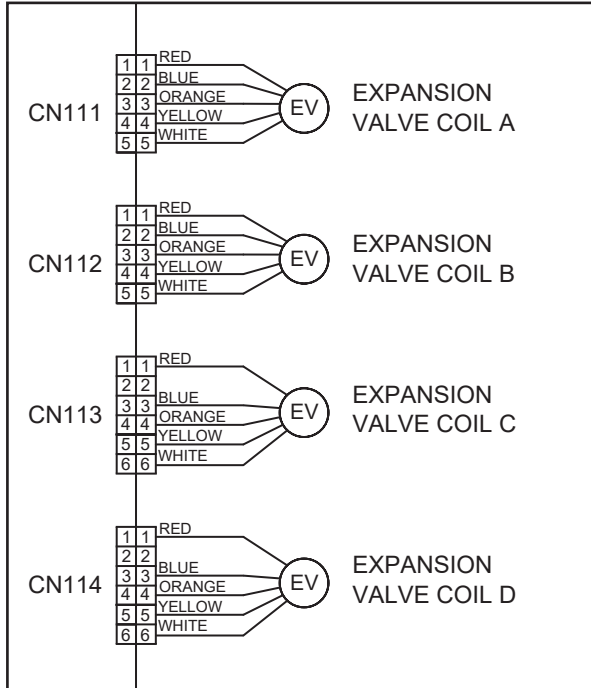 CN111
1 1 RED
2 2 BLUE
3 3 ORANGE
4 4 YELLOW
5 5 WHITE
EV
EXPANSION
VALVE COIL A
CN112
1 1 RED
2 2 BLUE
3 3 ORANGE
4 4 YELLOW
5 5 WHITE
EV
EXPANSION
VALVE COIL B
CN113
1 1 RED
2 2
3 3 BLUE
4 4 ORANGE
5 5 YELLOW
6 6 WHITE
EV
EXPANSION
VALVE COIL C
CN114
1 1 RED
2 2
3 3 BLUE
4 4 ORANGE
5 5 YELLOW
6 6 WHITE
EV
EXPANSION
VALVE COIL D